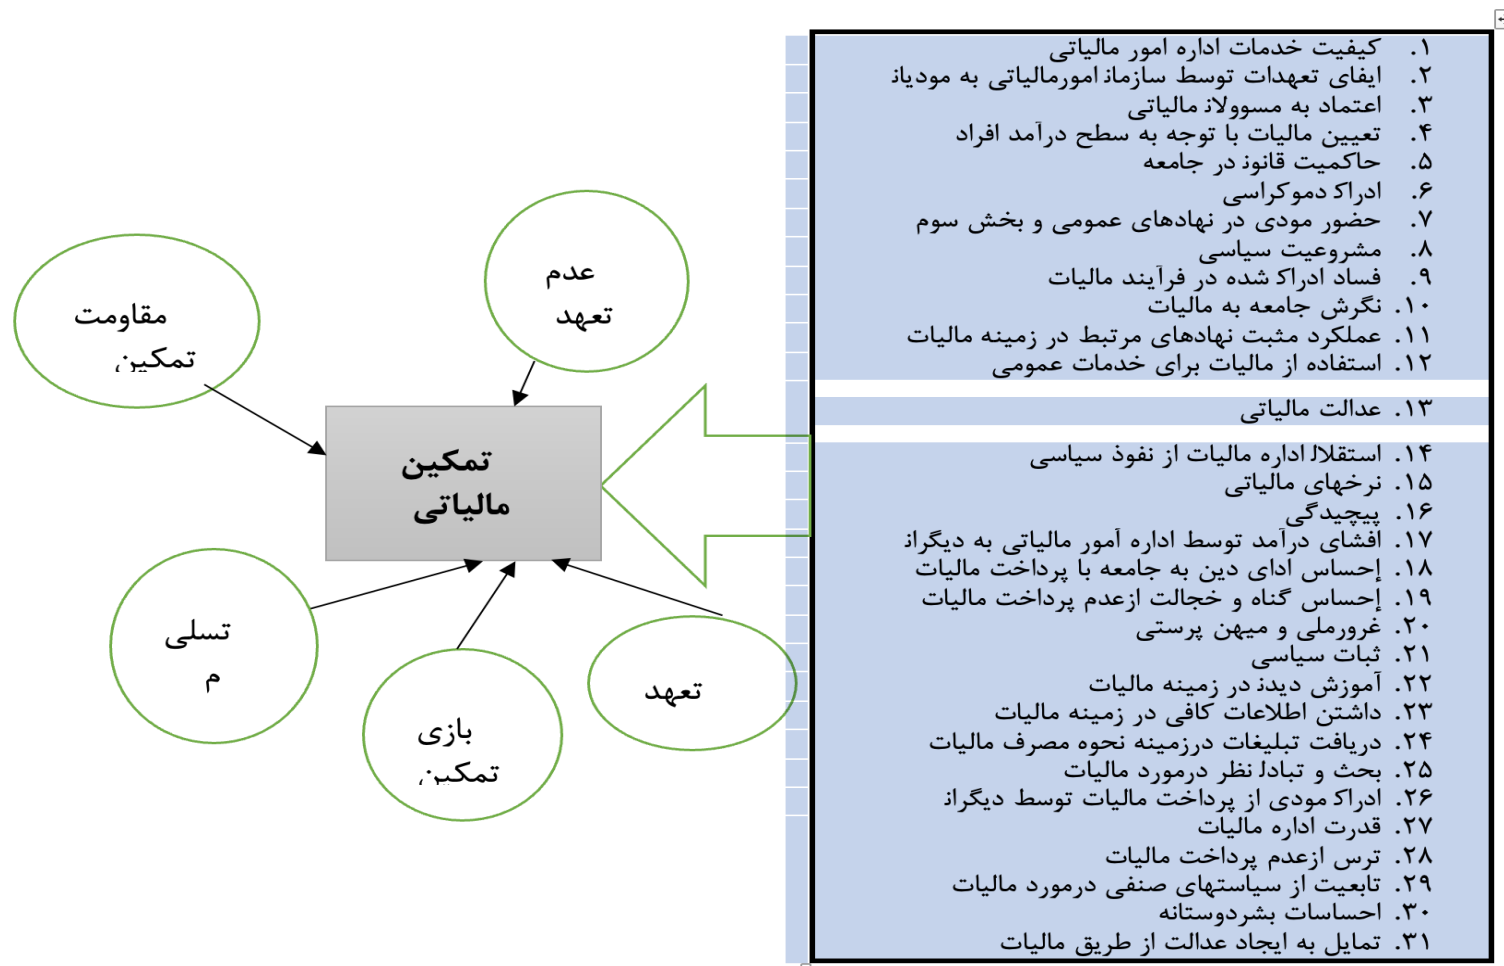 ۱. کیفیت خدمات اداره امور مالیاتی
۲. ایفای تعهدات توسط سازمان امورمالیاتی به مودیان
۳. اعتماد به مسوولان مالیاتی
۴. تعیین مالیات با توجه به سطح درآمد افراد
۵. حاکمیت قانون در جامعه
۶. ادراک دموکراسی
۷. حضور مودی در نهادهای عمومی و بخش سوم
۸. مشروعیت سیاسی
۹. فساد ادراک شده در فرآیند مالیات
۱۰. نگرش جامعه به مالیات
۱۱. عملکرد مثبت نهادهای مرتبط در زمینه مالیات
۱۲. استفاده از مالیات برای خدمات عمومی
۱۳. عدالت مالیاتی
۱۴. استقلال اداره مالیات از نفوذ سیاسی
۱۵. نرخهای مالیاتی
۱۶. پیچیدگی
۱۷. افشای درآمد توسط اداره أمور مالیاتی به دیگران
۱۸. إحساس ادای دین به جامعه با پرداخت مالیات
۱۹. إحساس گناه و خجالت ازعدم پرداخت مالیات
۲۰. غرورملی و میهن پرستی
۲۱. ثبات سیاسی
۲۲. آموزش دیدن در زمینه مالیات
۲۳. داشتن اطلاعات کافی در زمینه مالیات
۲۴. دریافت تبلیغات درزمینه نحوه مصرف مالیات
۲۵. بحث و تبادل نظر درمورد مالیات
۲۶. ادراک مودی از پرداخت مالیات توسط دیگران
۲۷. قدرت اداره مالیات
۲۸. ترس ازعدم پرداخت مالیات
۲۹. تابعیت از سیاستهای صنفی درمورد مالیات
۳۰. احساسات بشردوستانه
۳۱. تمایل به ایجاد عدالت از طریق مالیات
عدم
تعهد
مقاومت
تمکین
تمکین
مالیاتی
تسلی
م
بازی
تمکین
تعهد